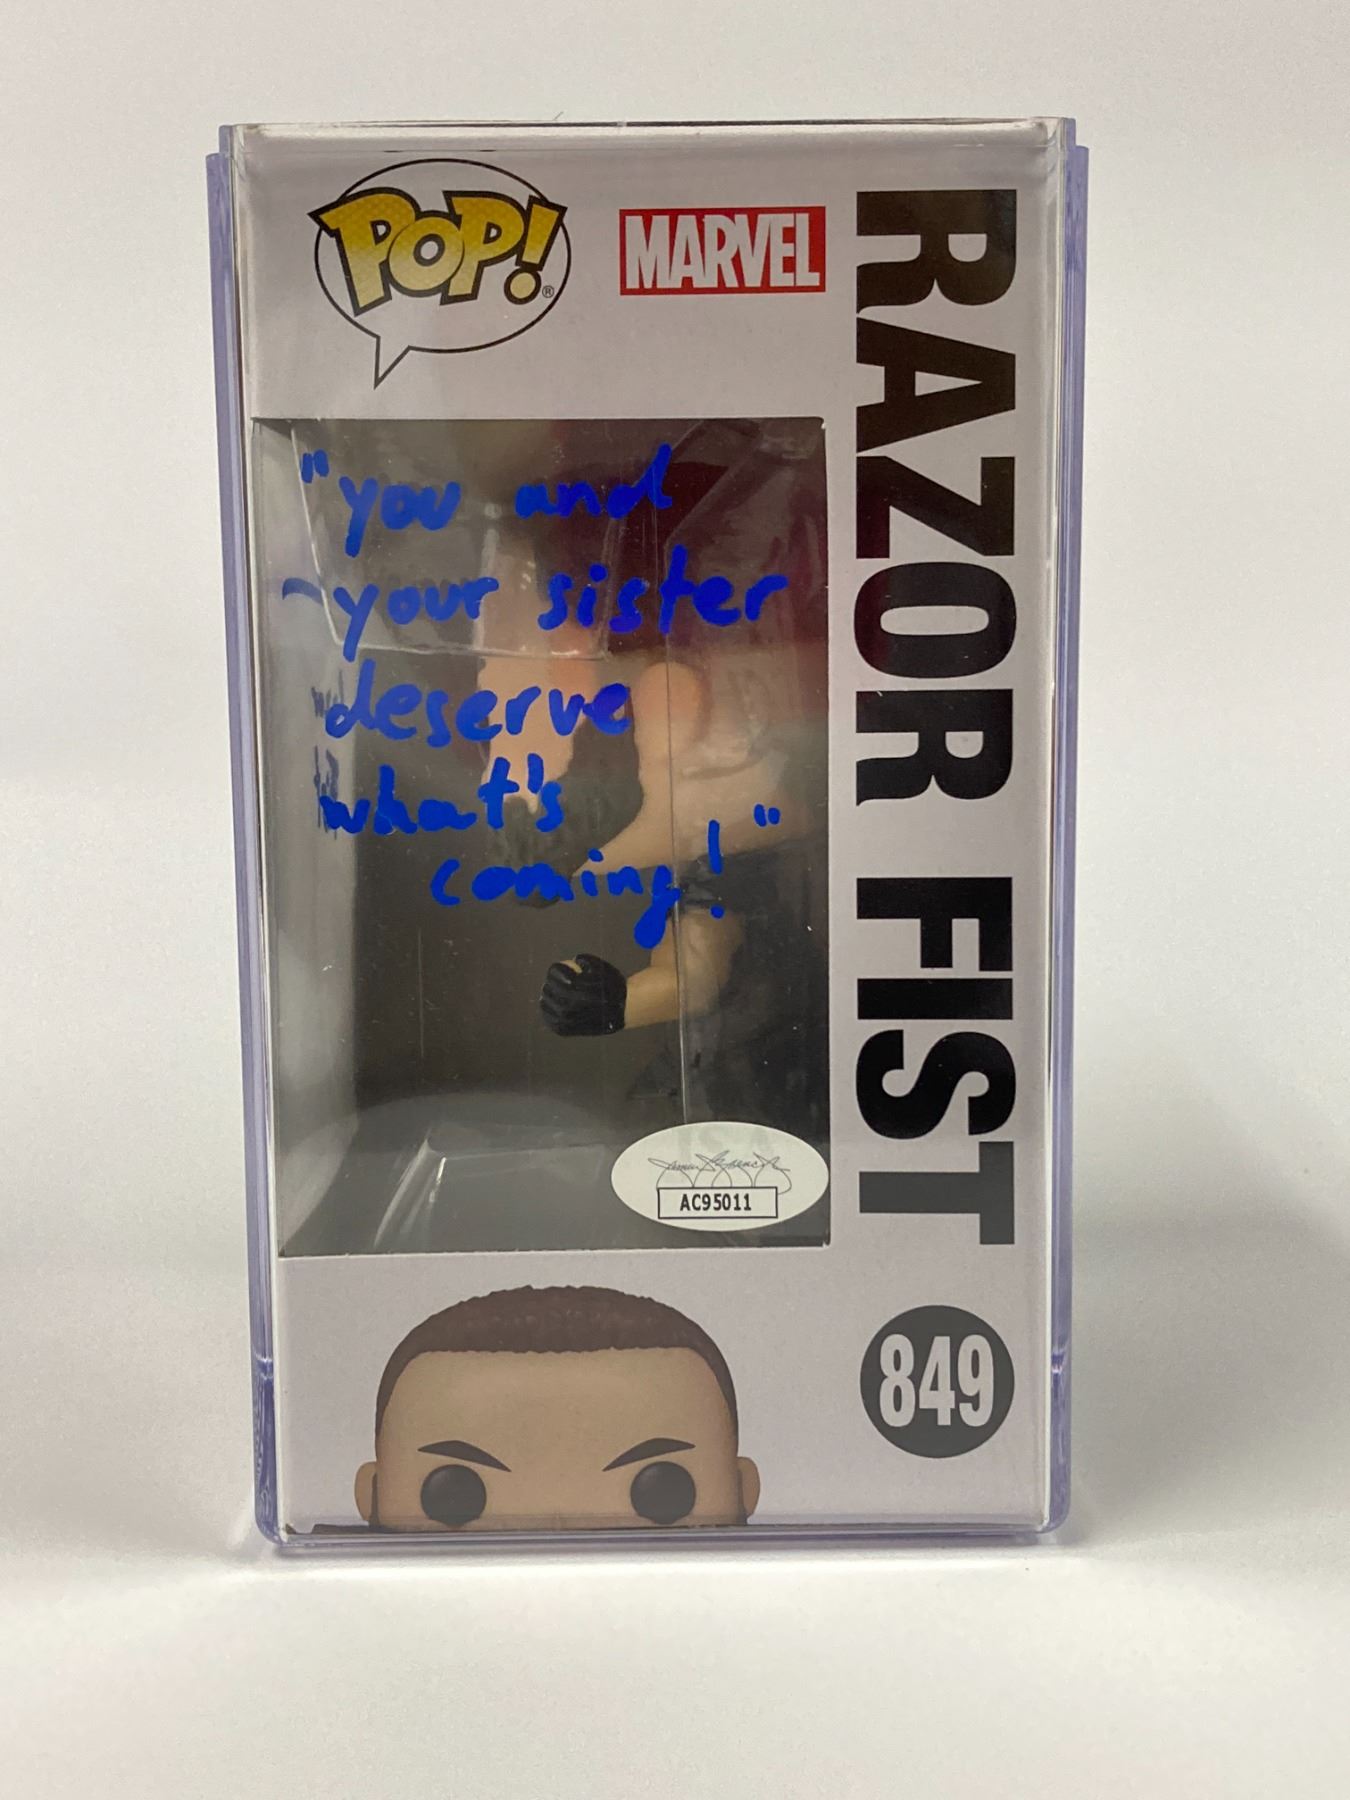 POP!®
MARVEL
RAZOR FIST
"you and
your sister
deserve
what's
coming!"
AC95011
849